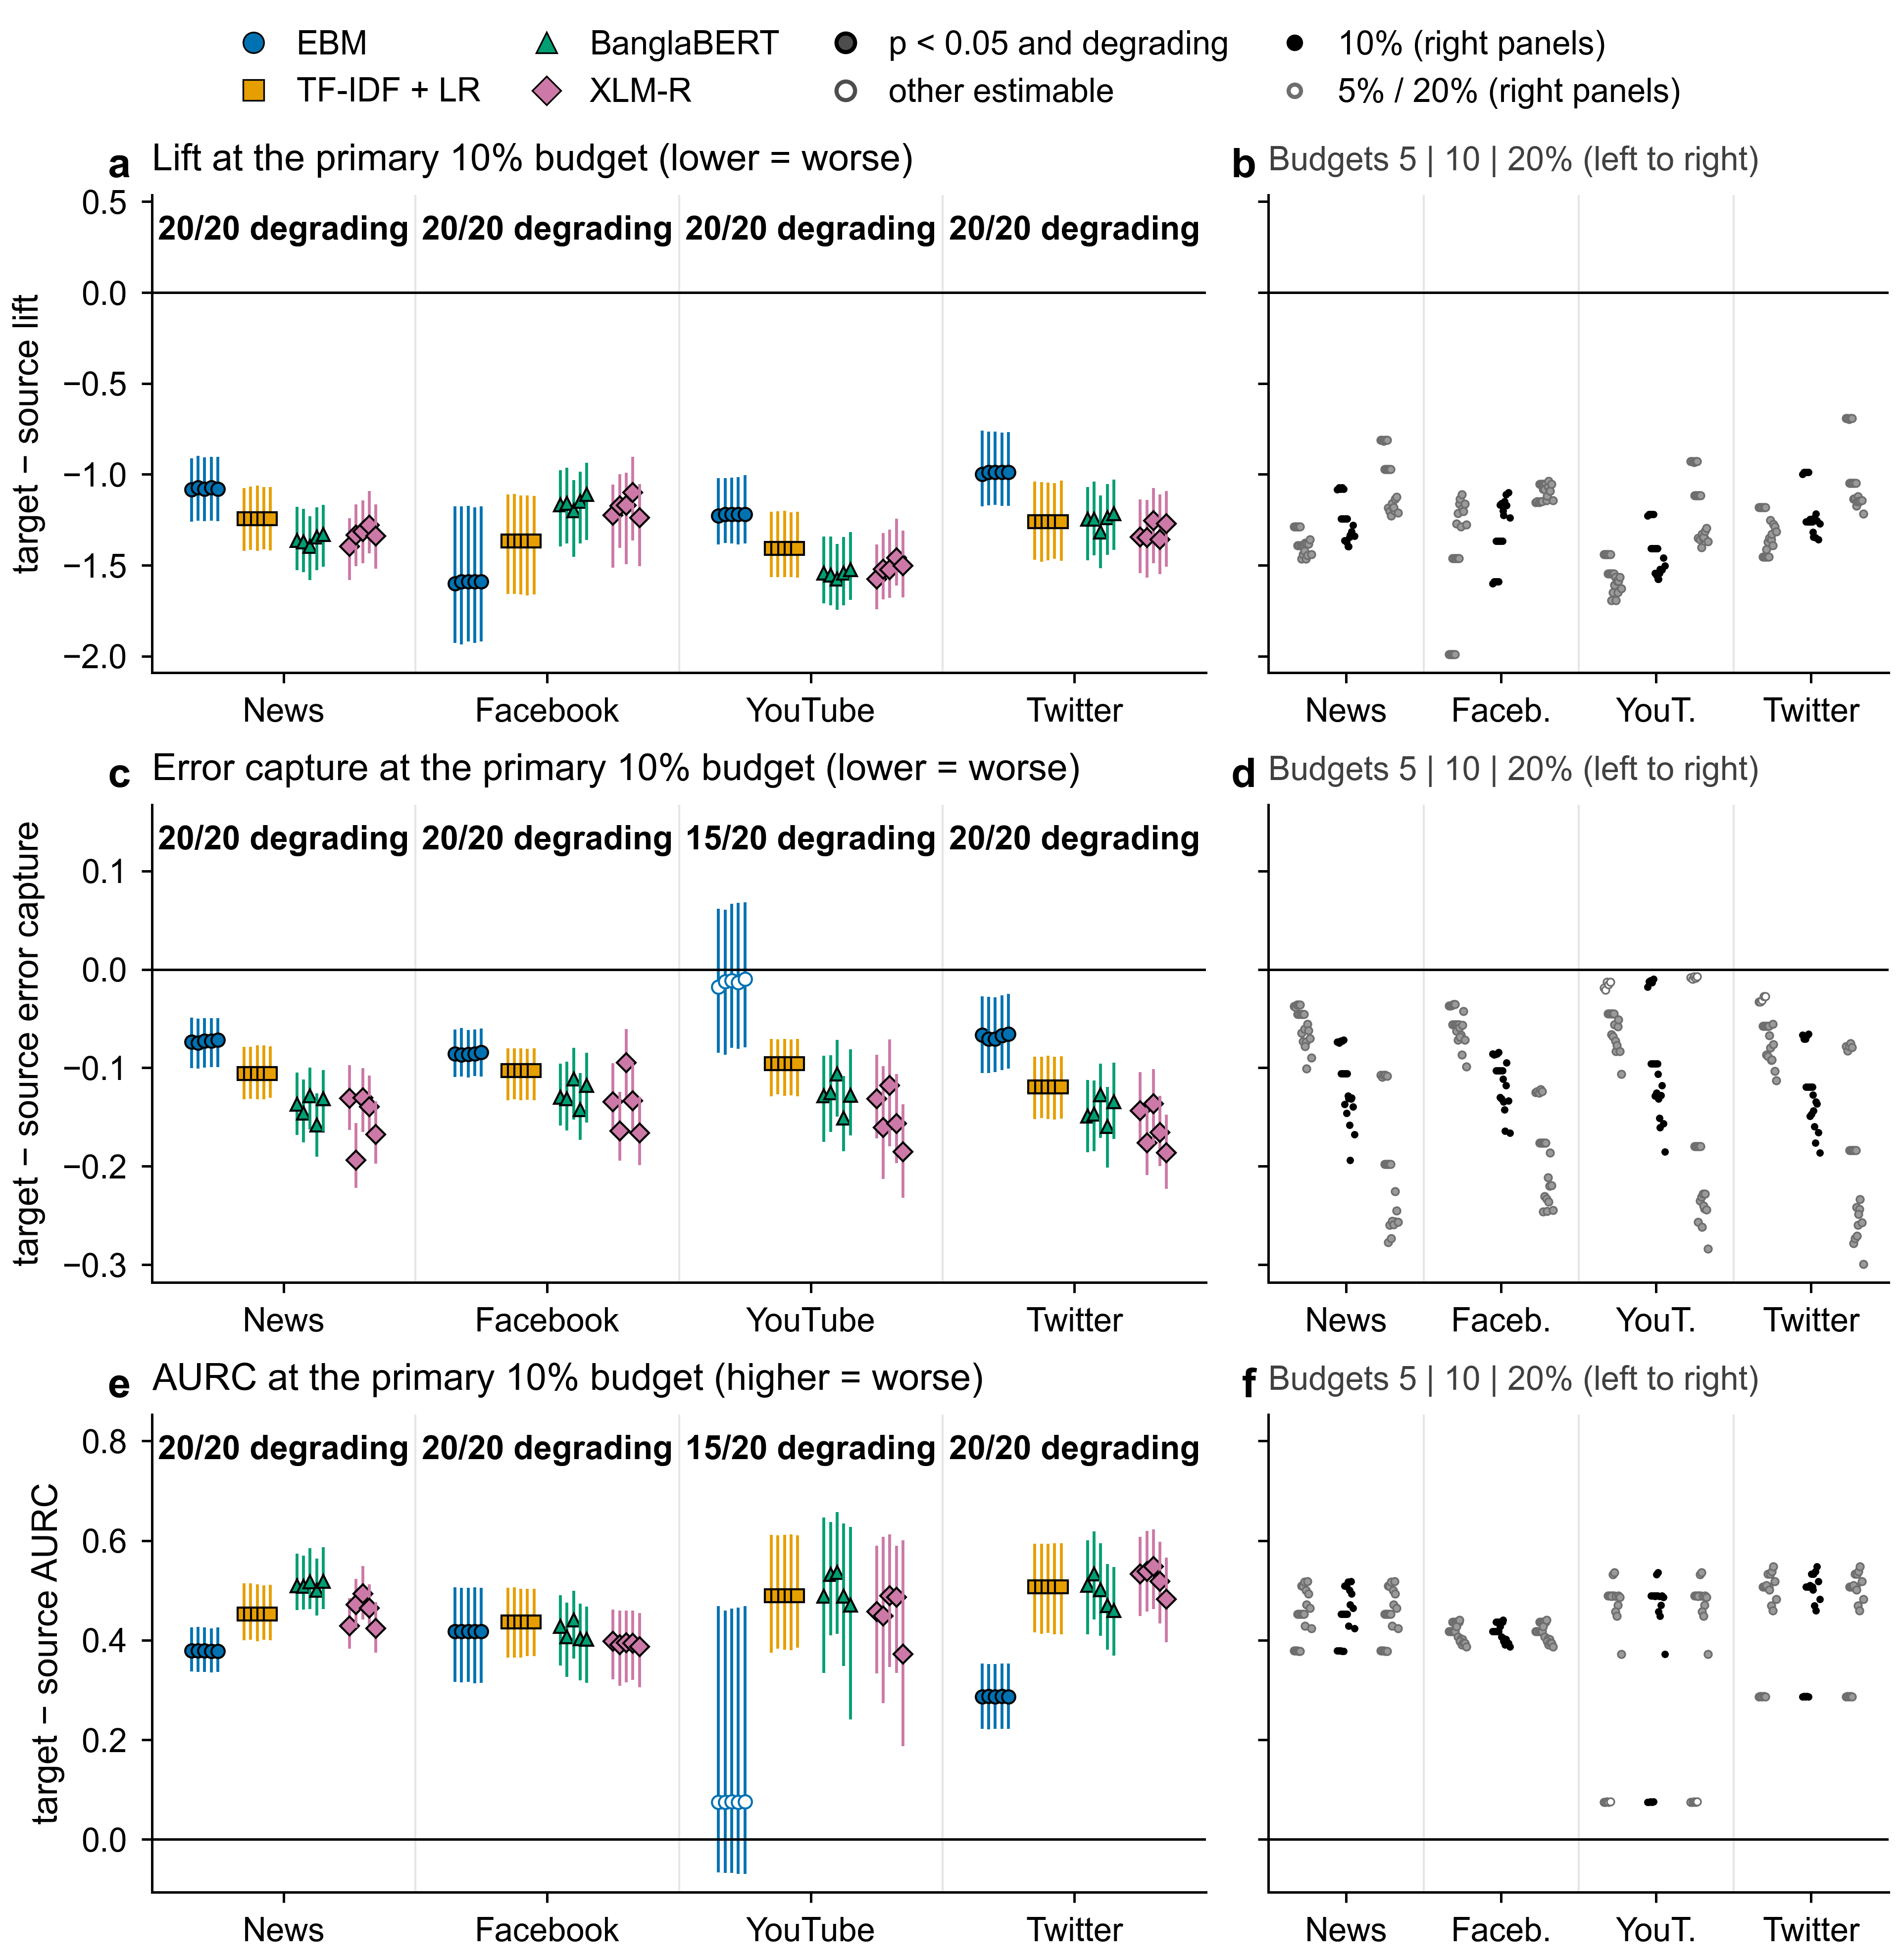 EBM
BanglaBERT
p < 0.05 and degrading
10% (right panels)
TF-IDF + LR
XLM-R
other estimable
5% / 20% (right panels)
a Lift at the primary 10% budget (lower = worse)
b Budgets 5 | 10 | 20% (left to right)
target − source lift
0.5
0.0
−0.5
−1.0
−1.5
−2.0
20/20 degrading
20/20 degrading
20/20 degrading
20/20 degrading
News
Facebook
YouTube
Twitter
News
Faceb.
YouT.
Twitter
c Error capture at the primary 10% budget (lower = worse)
d Budgets 5 | 10 | 20% (left to right)
target − source error capture
0.1
0.0
−0.1
−0.2
−0.3
20/20 degrading
20/20 degrading
15/20 degrading
20/20 degrading
News
Facebook
YouTube
Twitter
News
Faceb.
YouT.
Twitter
e AURC at the primary 10% budget (higher = worse)
f Budgets 5 | 10 | 20% (left to right)
target − source AURC
0.8
0.6
0.4
0.2
0.0
20/20 degrading
20/20 degrading
15/20 degrading
20/20 degrading
News
Facebook
YouTube
Twitter
News
Faceb.
YouT.
Twitter